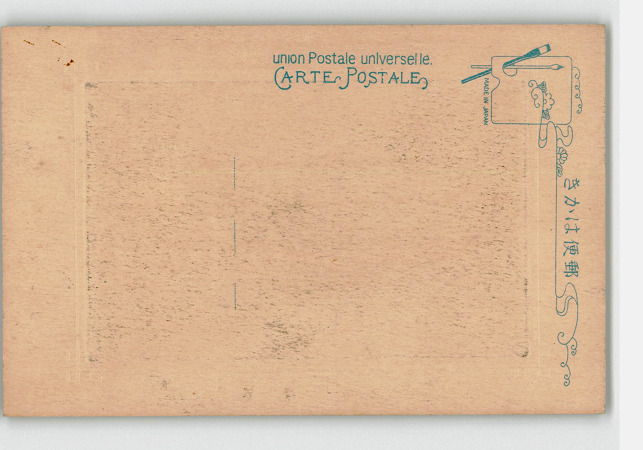 union Postale universelle.
CARTE POSTALE
MADE IN JAPAN
きかは便郵